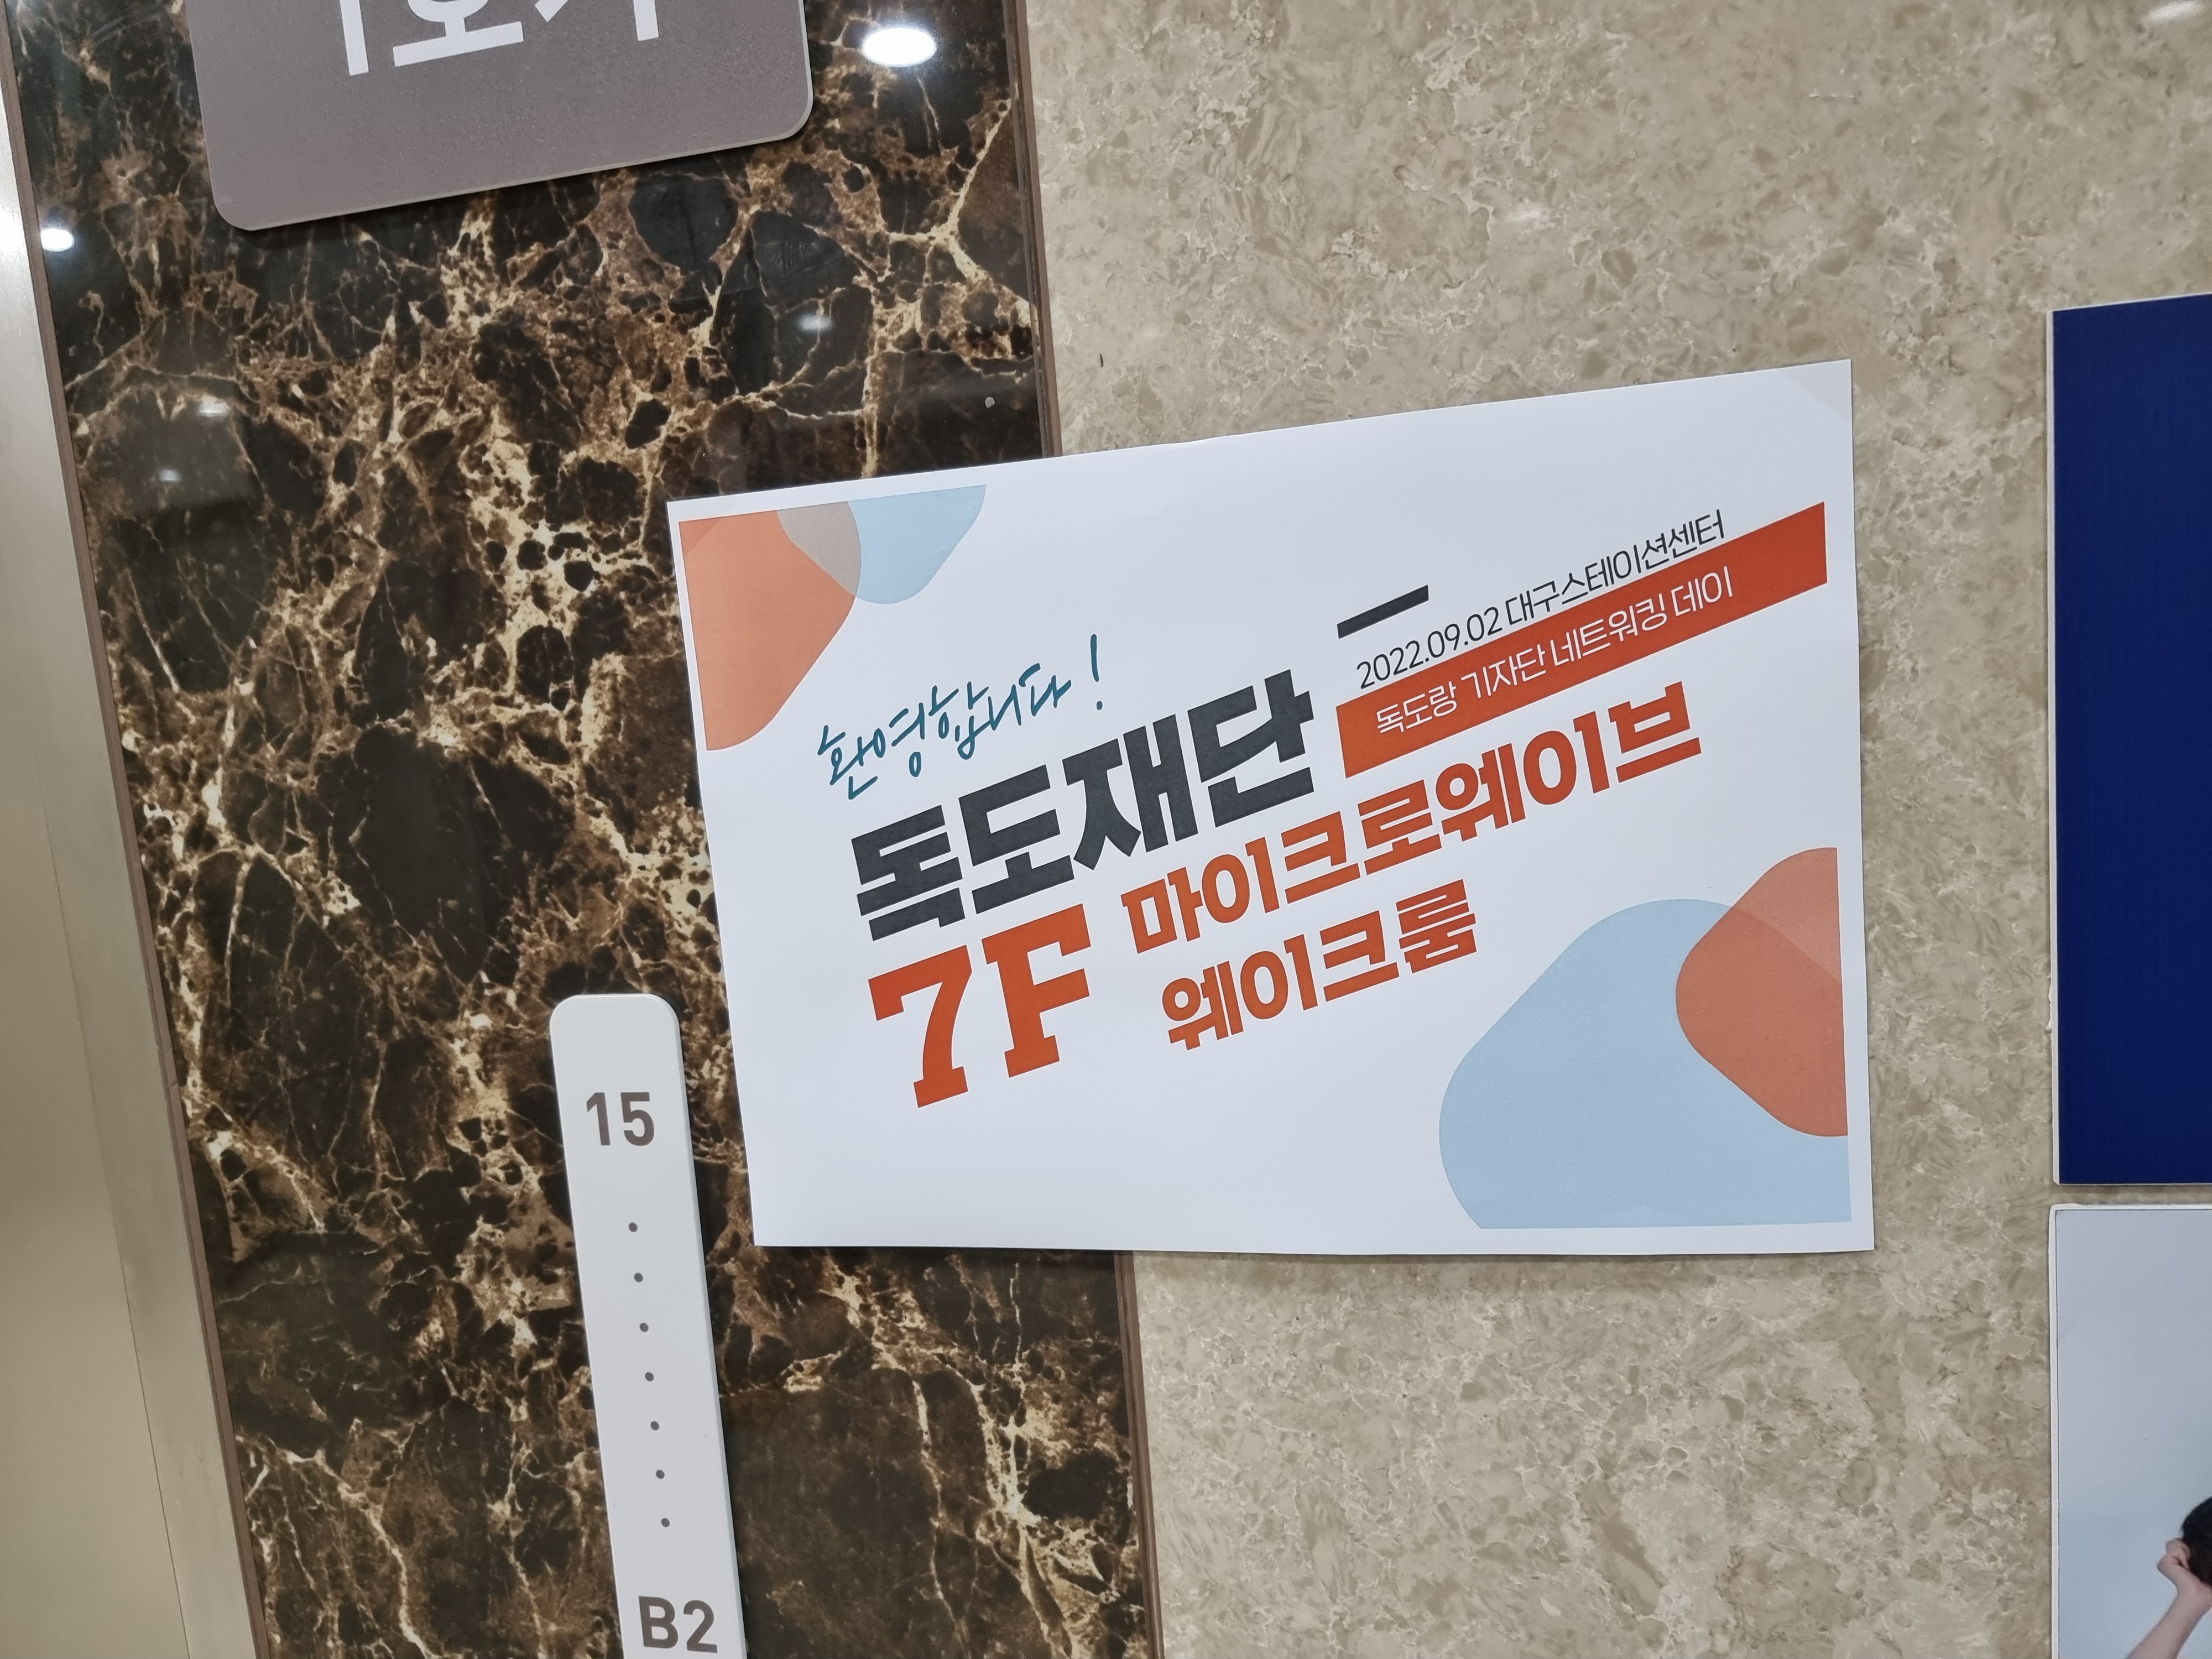 환영합니다!
독도재단
2022.09.02 대구스테이션센터
독도랑 기자단 네트워킹 데이
7F 마이크로웨이브
웨이크룸
15
B2